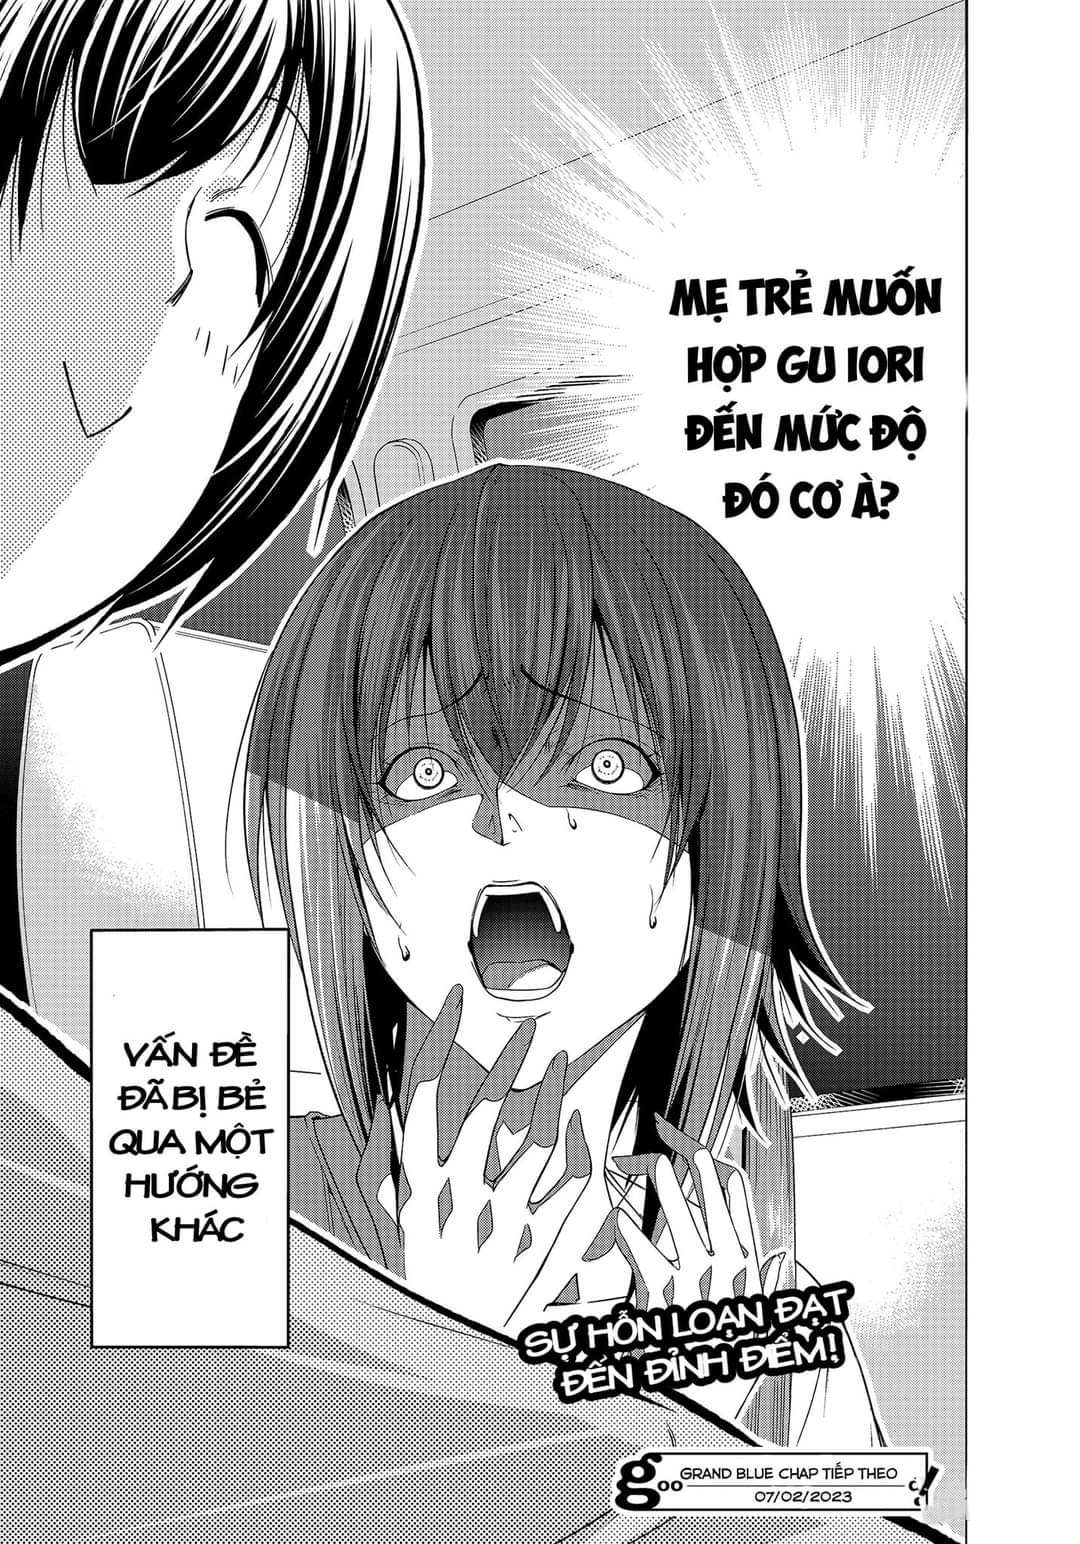 MẸ TRẺ MUỐN
HỢP GU IORI
ĐẾN MỨC ĐỘ
ĐÓ CƠ À?
VẤN ĐỀ
ĐÃ BỊ BẺ
QUA MỘT
HƯỚNG
KHÁC
SỰ HỖN LOẠN ĐẠT
ĐẾN ĐỈNH ĐIỂM!
goo
GRAND BLUE CHAP TIẾP THEO
07/02/2023